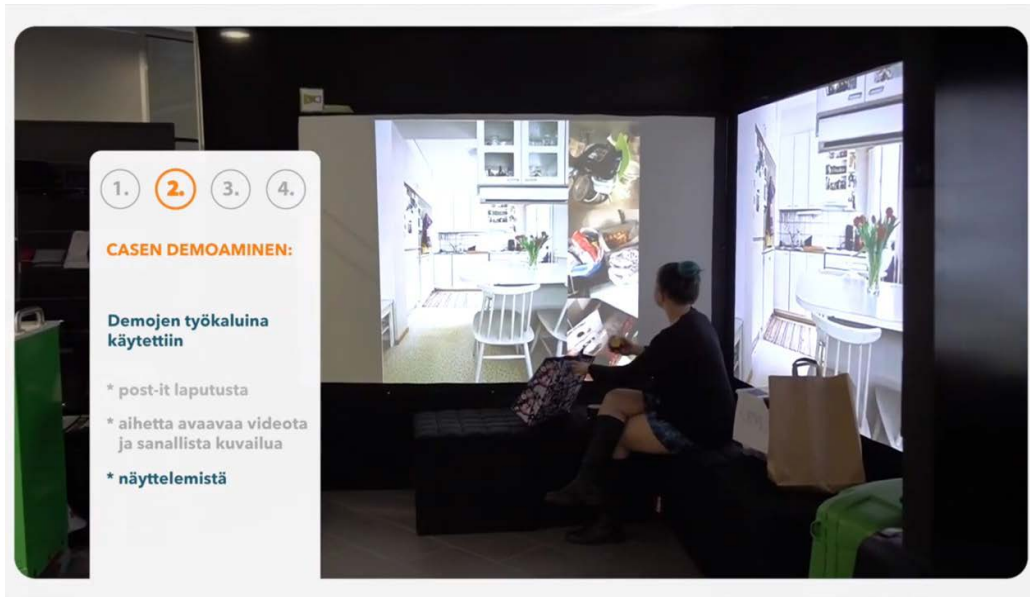 1. 2. 3. 4.
CASEN DEMOAMINEN:
Demojen työkaluina
käytettiin
* post-it laputusta
* aihetta avaavaa videota
ja sanallista kuvailua
* näyttelemistä